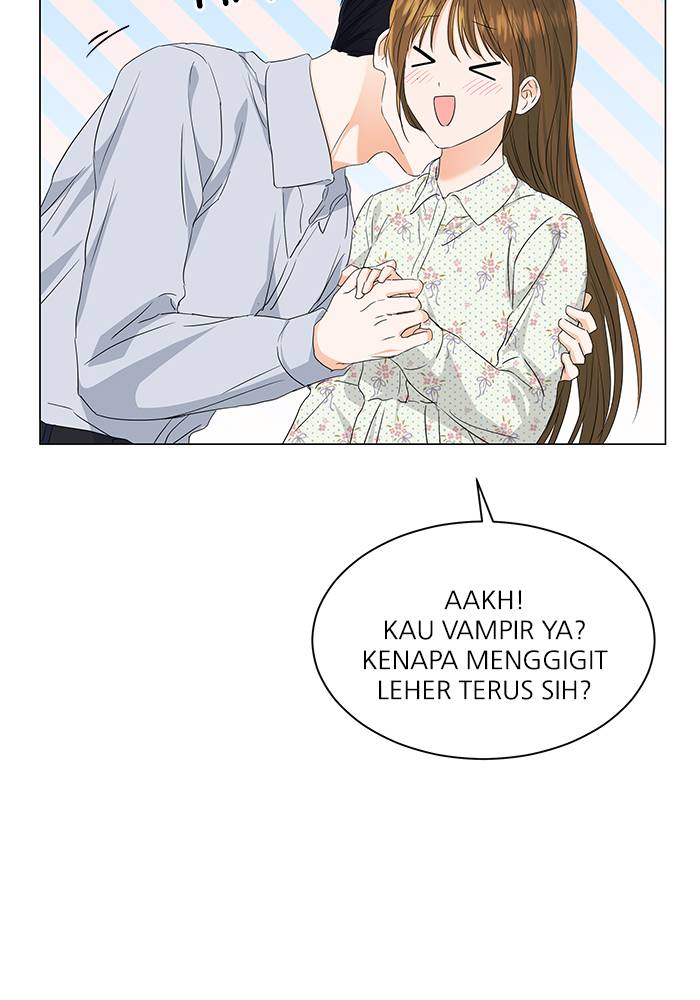 AAKH!
KAU VAMPIR YA?
KENAPA MENGGIGIT
LEHER TERUS SIH?